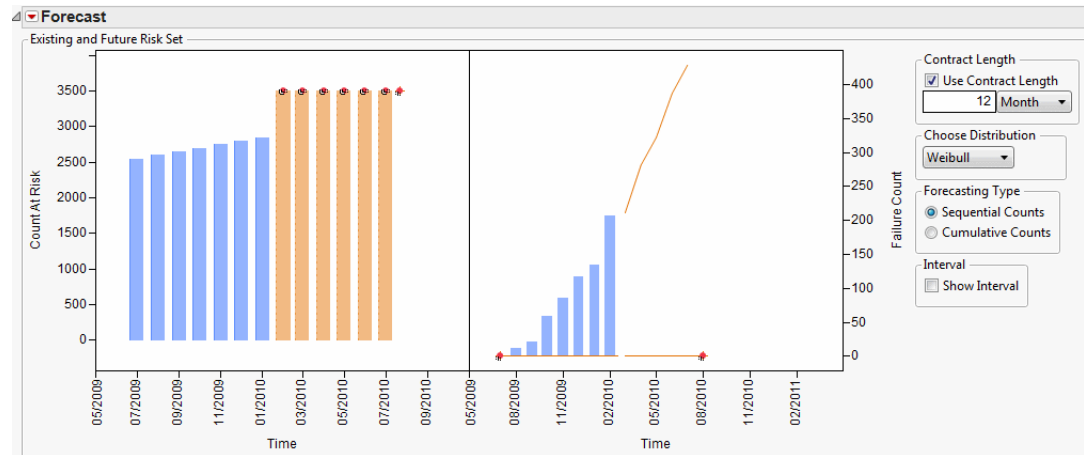 Forecast
Existing and Future Risk Set
Count At Risk
3500
3000
2500
2000
1500
1000
500
0
05/2009
07/2009
09/2009
11/2009
01/2010
03/2010
05/2010
07/2010
09/2010
Time
05/2009
08/2009
11/2009
02/2010
05/2010
08/2010
11/2010
02/2011
Time
400
350
300
250
200
150
100
50
0
Failure Count
Contract Length
Use Contract Length
12 Month
Choose Distribution
Weibull
Forecasting Type
Sequential Counts
Cumulative Counts
Interval
Show Interval